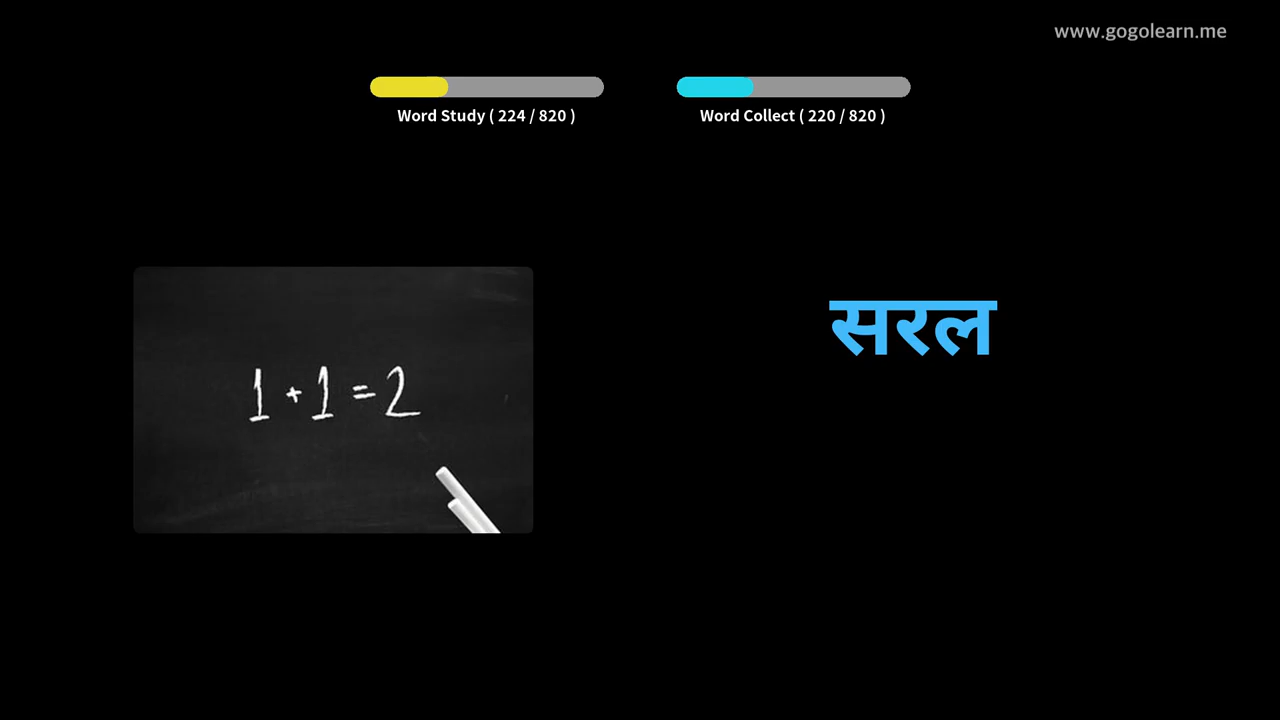 www.gogolearn.me
Word Study ( 224 / 820 )
Word Collect ( 220 / 820 )
1 + 1 = 2
सरल